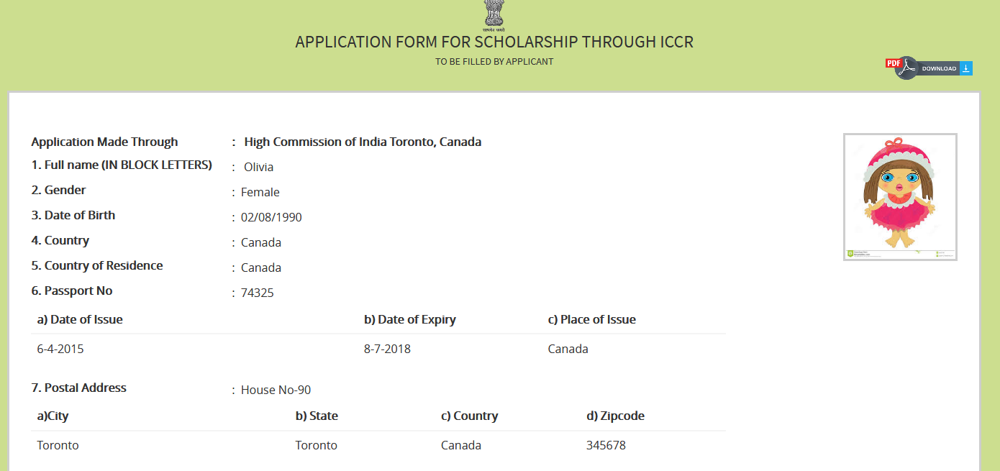 सत्यमेव जयते
APPLICATION FORM FOR SCHOLARSHIP THROUGH ICCR
TO BE FILLED BY APPLICANT
PDF DOWNLOAD
Application Made Through : High Commission of India Toronto, Canada
1. Full name (IN BLOCK LETTERS) : Olivia
2. Gender : Female
3. Date of Birth : 02/08/1990
4. Country : Canada
5. Country of Residence : Canada
6. Passport No : 74325
a) Date of Issue b) Date of Expiry c) Place of Issue
6-4-2015 8-7-2018 Canada
7. Postal Address : House No-90
a)City b) State c) Country d) Zipcode
Toronto Toronto Canada 345678